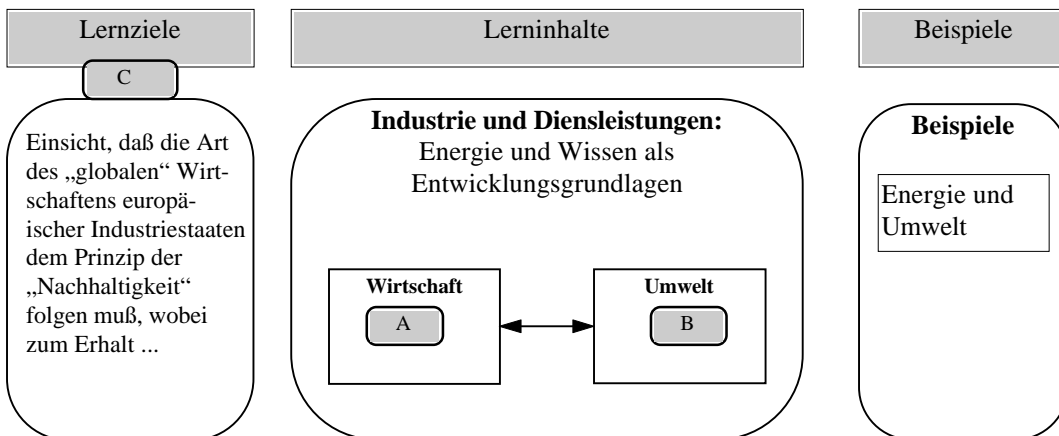 Lernziele
C
Einsicht, daß die Art
des „globalen“ Wirt-
schaftens europä-
ischer Industriestaaten
dem Prinzip der
„Nachhaltigkeit“
folgen muß, wobei
zum Erhalt ...
Lerninhalte
Industrie und Diensleistungen:
Energie und Wissen als
Entwicklungsgrundlagen
Wirtschaft
A
Umwelt
B
Beispiele
Beispiele
Energie und
Umwelt